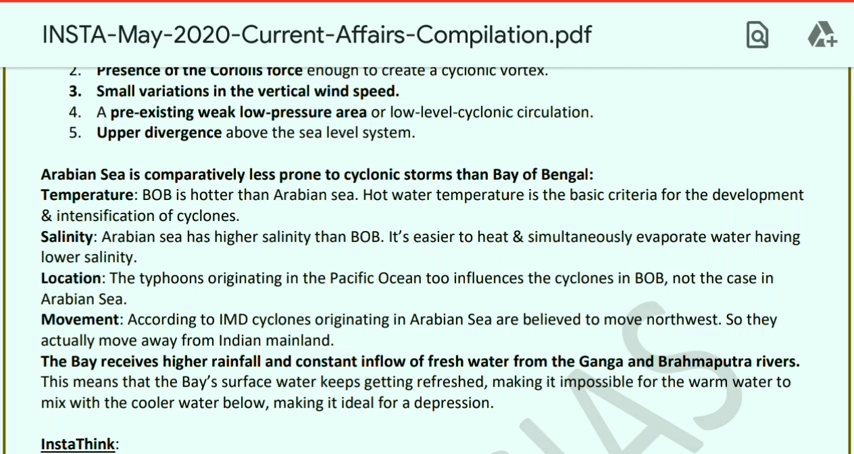 INSTA-May-2020-Current-Affairs-Compilation.pdf
2. Presence of the Coriolis force enough to create a cyclonic vortex.
3. Small variations in the vertical wind speed.
4. A pre-existing weak low-pressure area or low-level-cyclonic circulation.
5. Upper divergence above the sea level system.
Arabian Sea is comparatively less prone to cyclonic storms than Bay of Bengal:
Temperature: BOB is hotter than Arabian sea. Hot water temperature is the basic criteria for the development
& intensification of cyclones.
Salinity: Arabian sea has higher salinity than BOB. It's easier to heat & simultaneously evaporate water having
lower salinity.
Location: The typhoons originating in the Pacific Ocean too influences the cyclones in BOB, not the case in
Arabian Sea.
Movement: According to IMD cyclones originating in Arabian Sea are believed to move northwest. So they
actually move away from Indian mainland.
The Bay receives higher rainfall and constant inflow of fresh water from the Ganga and Brahmaputra rivers.
This means that the Bay's surface water keeps getting refreshed, making it impossible for the warm water to
mix with the cooler water below, making it ideal for a depression.
InstaThink:
IAS